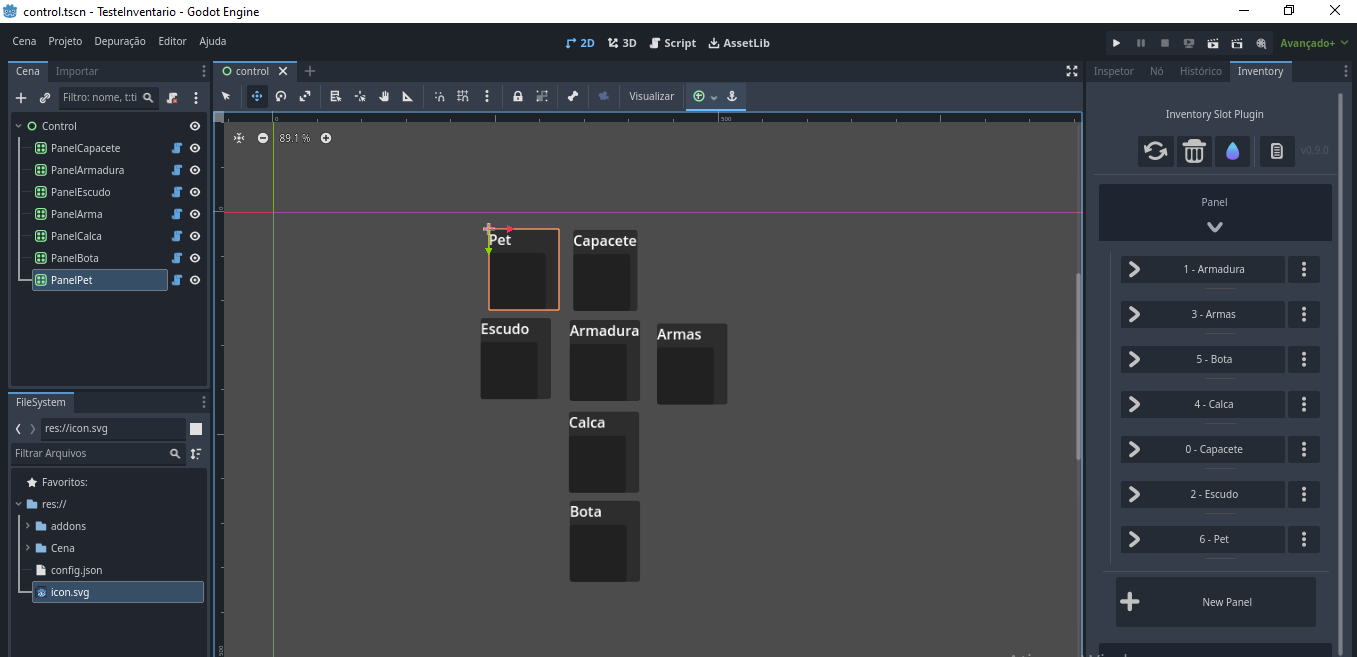 control.tscn - TesteInventario - Godot Engine
Cena Projeto Depuração Editor Ajuda
2D 3D Script AssetLib
Avançado+
Cena Importar
Filtro: nome, t:ti
Control
PanelCapacete
PanelArmadura
PanelEscudo
PanelArma
PanelCalca
PanelBota
PanelPet
FileSystem
res://icon.svg
Filtrar Arquivos
Favoritos:
res://
addons
Cena
config.json
icon.svg
control
Visualizar
0
500
89.1 %
0
500
Pet
Capacete
Escudo
Armadura
Armas
Calca
Bota
Inspetor Nó Histórico Inventory
Inventory Slot Plugin
v0.9.0
Panel
1 - Armadura
3 - Armas
5 - Bota
4 - Calca
0 - Capacete
2 - Escudo
6 - Pet
New Panel